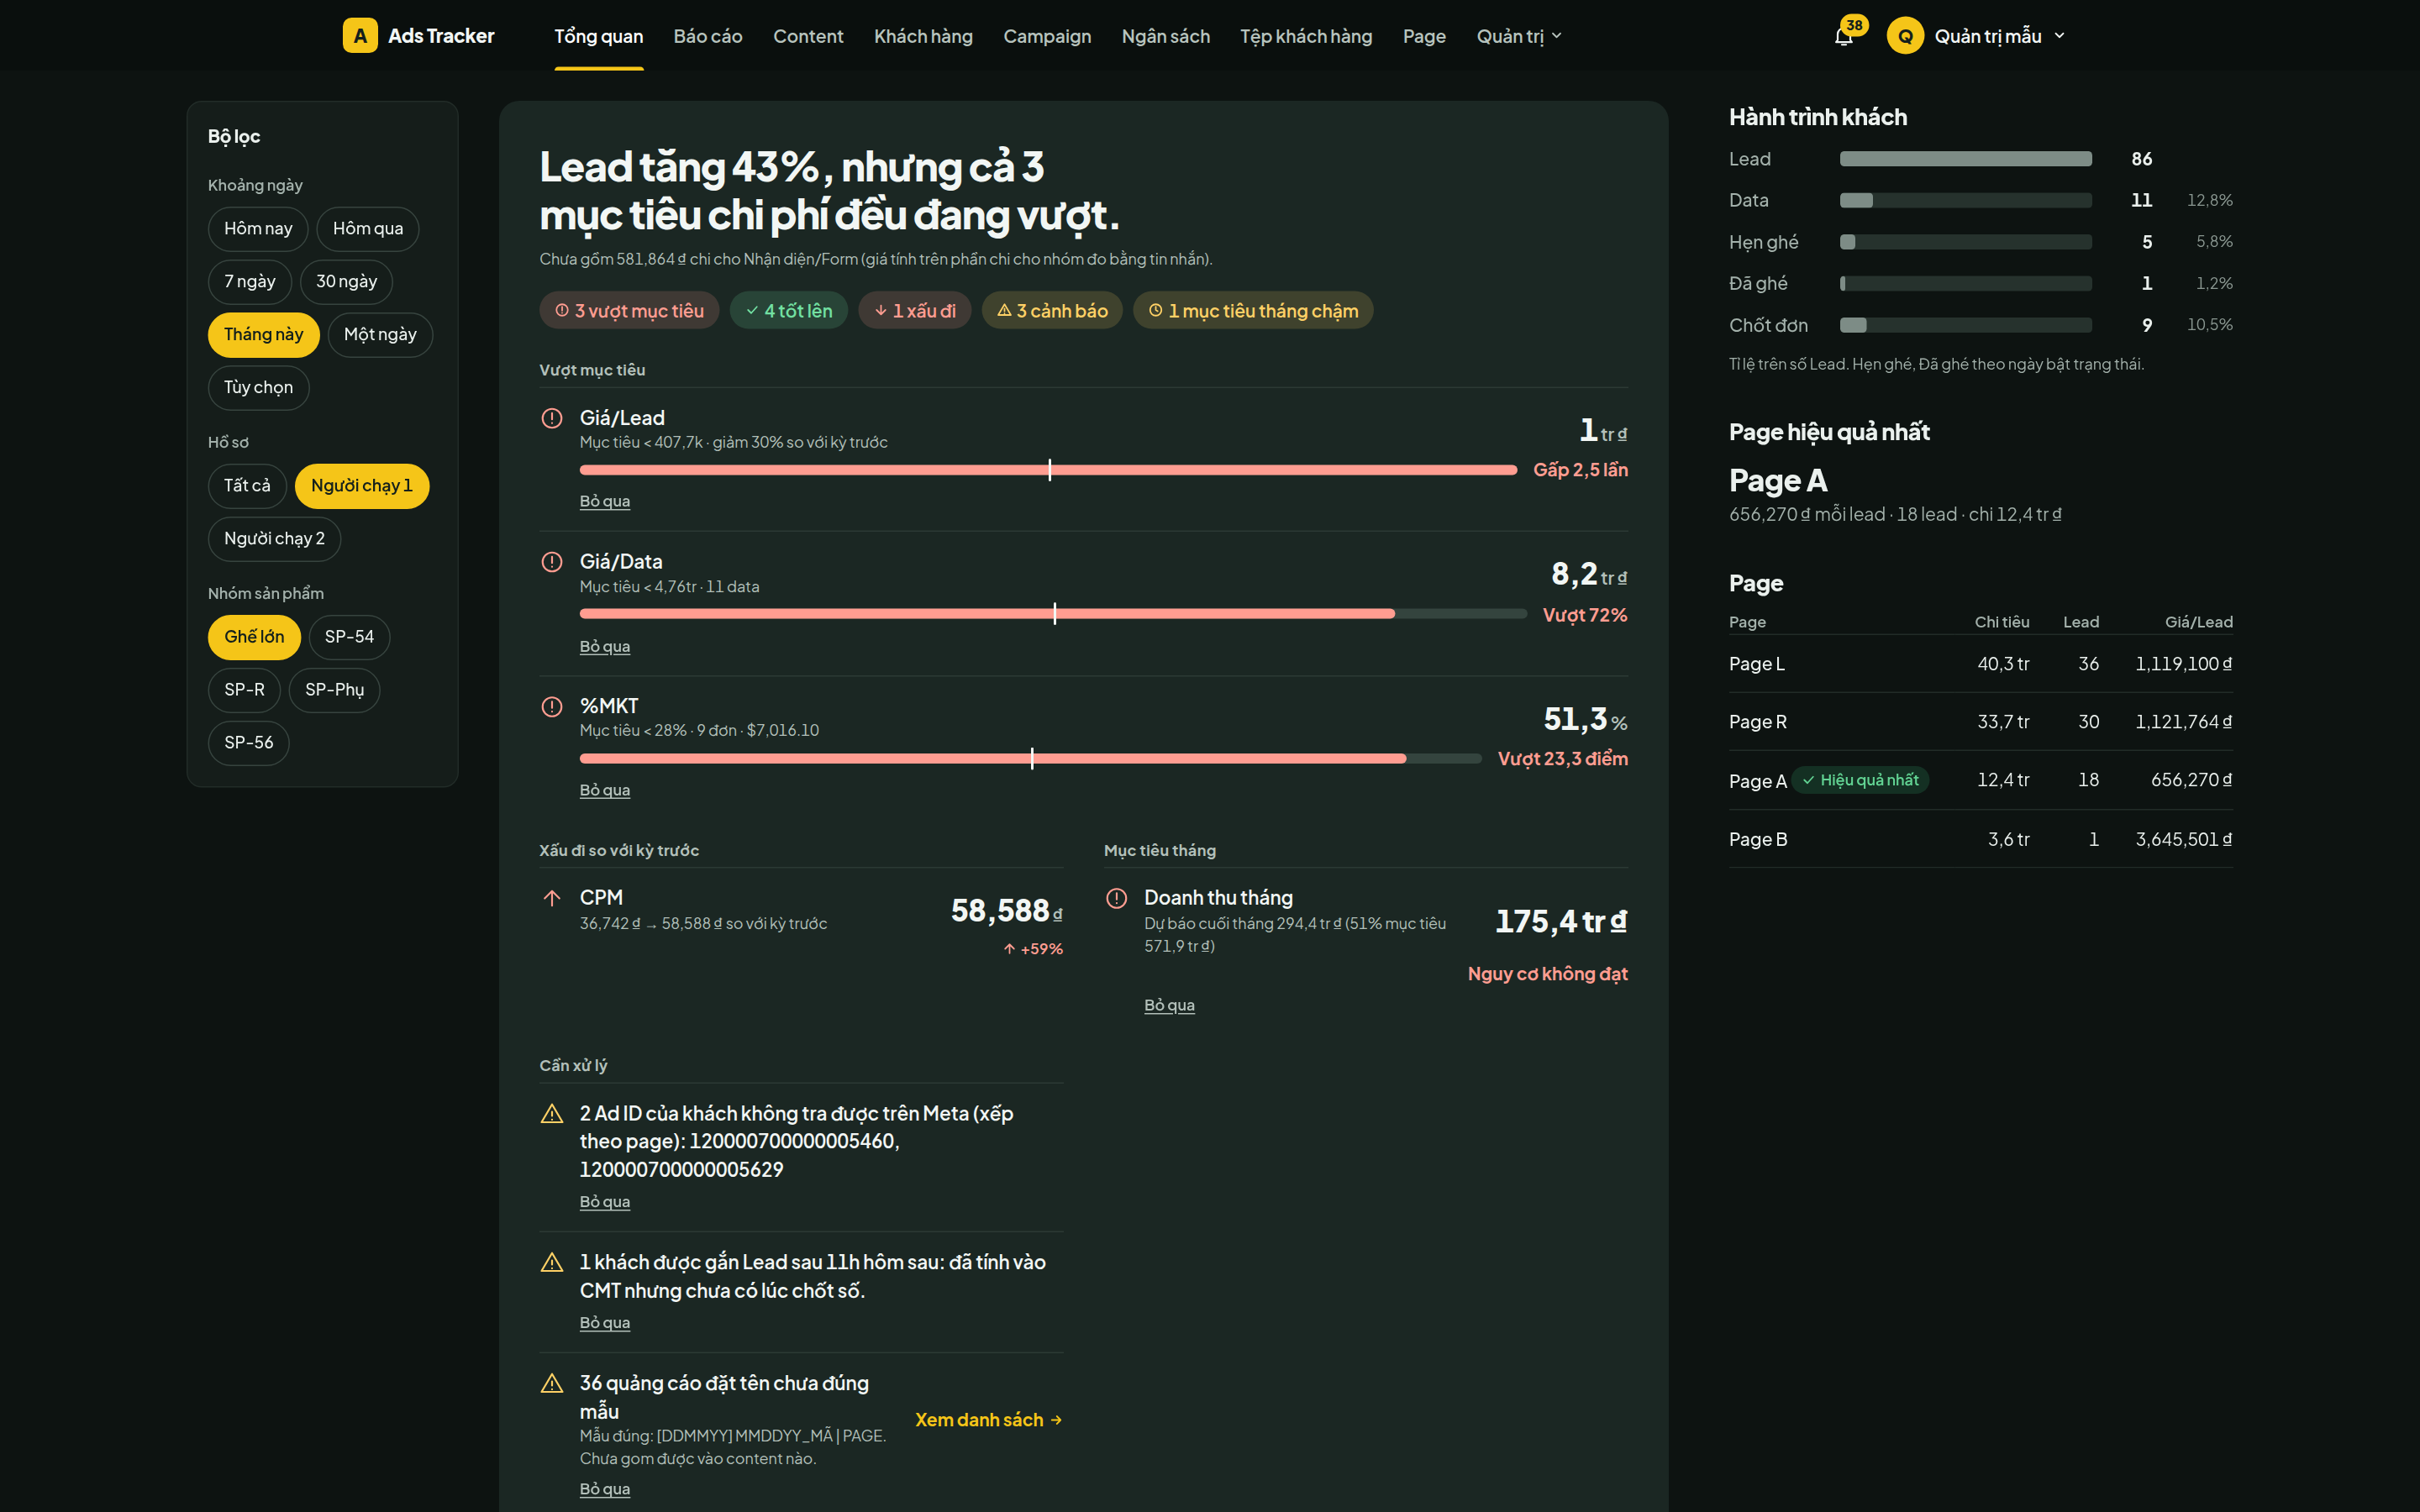 A Ads Tracker
Tổng quan
Báo cáo
Content
Khách hàng
Campaign
Ngân sách
Tệp khách hàng
Page
Quản trị
38
Q
Quản trị mẫu
Bộ lọc
Khoảng ngày
Hôm nay
Hôm qua
7 ngày
30 ngày
Tháng này
Một ngày
Tùy chọn
Hồ sơ
Tất cả
Người chạy 1
Người chạy 2
Nhóm sản phẩm
Ghế lớn
SP-54
SP-R
SP-Phụ
SP-56
Lead tăng 43%, nhưng cả 3
mục tiêu chi phí đều đang vượt.
Chưa gồm 581,864 ₫ chi cho Nhận diện/Form (giá tính trên phần chi cho nhóm đo bằng tin nhắn).
3 vượt mục tiêu
4 tốt lên
1 xấu đi
3 cảnh báo
1 mục tiêu tháng chậm
Vượt mục tiêu
Giá/Lead
Mục tiêu < 407,7k · giảm 30% so với kỳ trước
1 tr ₫
Gấp 2,5 lần
Bỏ qua
Giá/Data
Mục tiêu < 4,76tr · 11 data
8,2 tr ₫
Vượt 72%
Bỏ qua
%MKT
Mục tiêu < 28% · 9 đơn · $7,016.10
51,3 %
Vượt 23,3 điểm
Bỏ qua
Xấu đi so với kỳ trước
CPM
36,742 ₫ → 58,588 ₫ so với kỳ trước
58,588 ₫
↑ +59%
Mục tiêu tháng
Doanh thu tháng
Dự báo cuối tháng 294,4 tr ₫ (51% mục tiêu
571,9 tr ₫)
175,4 tr ₫
Nguy cơ không đạt
Bỏ qua
Cần xử lý
2 Ad ID của khách không tra được trên Meta (xếp
theo page): 120000700000005460,
120000700000005629
Bỏ qua
1 khách được gắn Lead sau 11h hôm sau: đã tính vào
CMT nhưng chưa có lúc chốt số.
Bỏ qua
36 quảng cáo đặt tên chưa đúng
mẫu
Mẫu đúng: [DDMMYY] MMDDYY_MÃ | PAGE.
Chưa gom được vào content nào.
Xem danh sách →
Bỏ qua
Hành trình khách
Lead 86
Data 11 12,8%
Hẹn ghé 5 5,8%
Đã ghé 1 1,2%
Chốt đơn 9 10,5%
Tỉ lệ trên số Lead. Hẹn ghé, Đã ghé theo ngày bật trạng thái.
Page hiệu quả nhất
Page A
656,270 ₫ mỗi lead · 18 lead · chi 12,4 tr ₫
Page
Page Chi tiêu Lead Giá/Lead
Page L 40,3 tr 36 1,119,100 ₫
Page R 33,7 tr 30 1,121,764 ₫
Page A Hiệu quả nhất 12,4 tr 18 656,270 ₫
Page B 3,6 tr 1 3,645,501 ₫